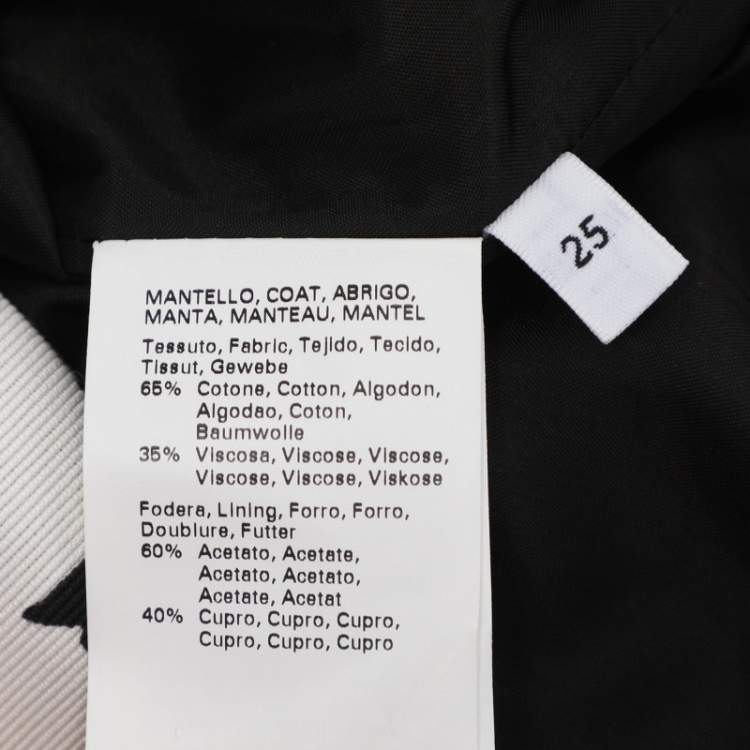 25
MANTELLO, COAT, ABRIGO,
MANTA, MANTEAU, MANTEL
Tessuto, Fabric, Tejido, Tecido,
Tissut, Gewebe
65% Cotone, Cotton, Algodon,
Algodao, Coton,
Baumwolle
35% Viscosa, Viscose, Viscose,
Viscose, Viscose, Viskose
Fodera, Lining, Forro, Forro,
Doublure, Futter
60% Acetato, Acetate,
Acetato, Acetato,
Acetate, Acetat
40% Cupro, Cupro, Cupro,
Cupro, Cupro, Cupro